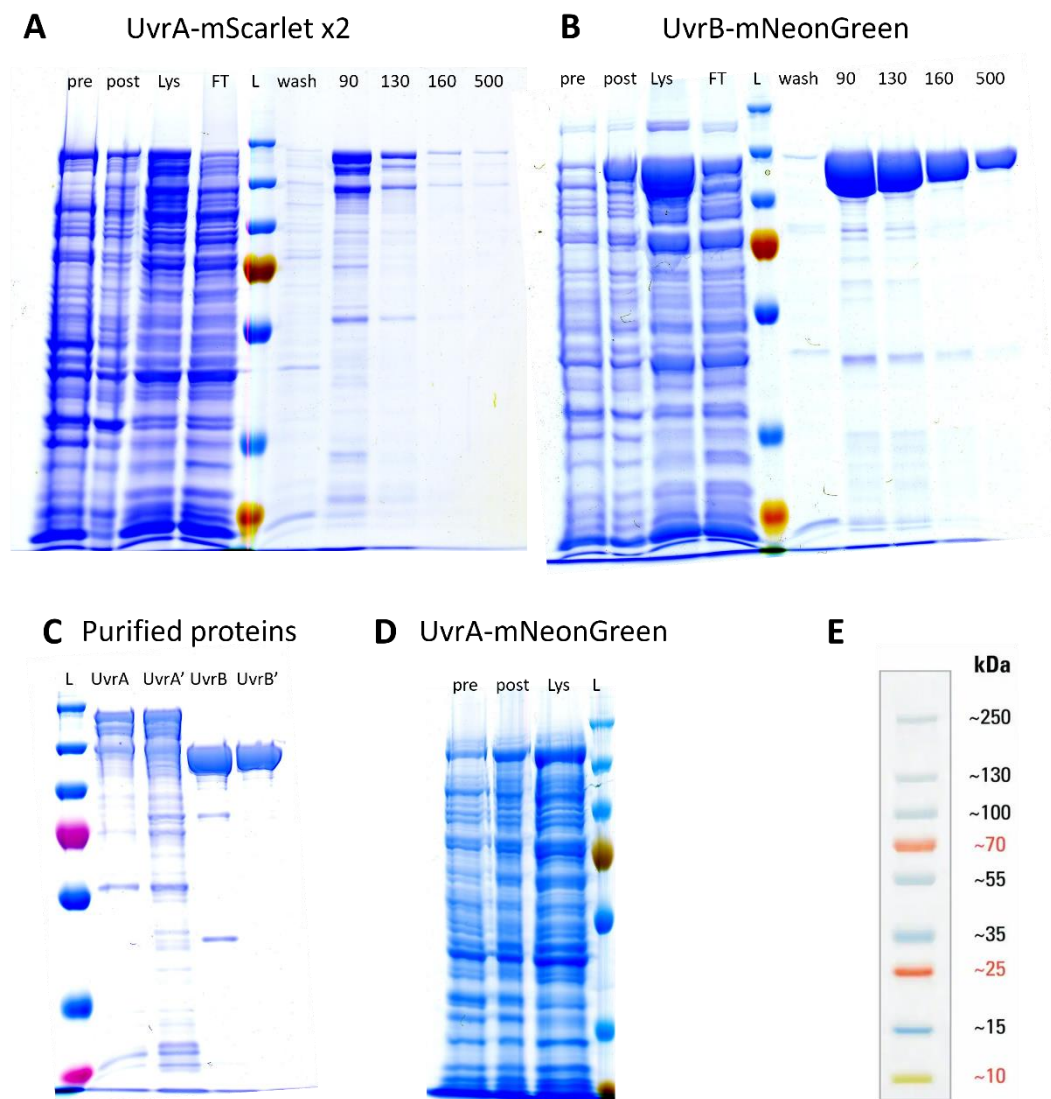 A UvrA-mScarlet x2
pre post Lys FT L wash 90 130 160 500
B UvrB-mNeonGreen
pre post Lys FT L wash 90 130 160 500
C Purified proteins
L UvrA UvrA’ UvrB UvrB’
D UvrA-mNeonGreen
pre post Lys L
E
kDa
~250
~130
~100
~70
~55
~35
~25
~15
~10